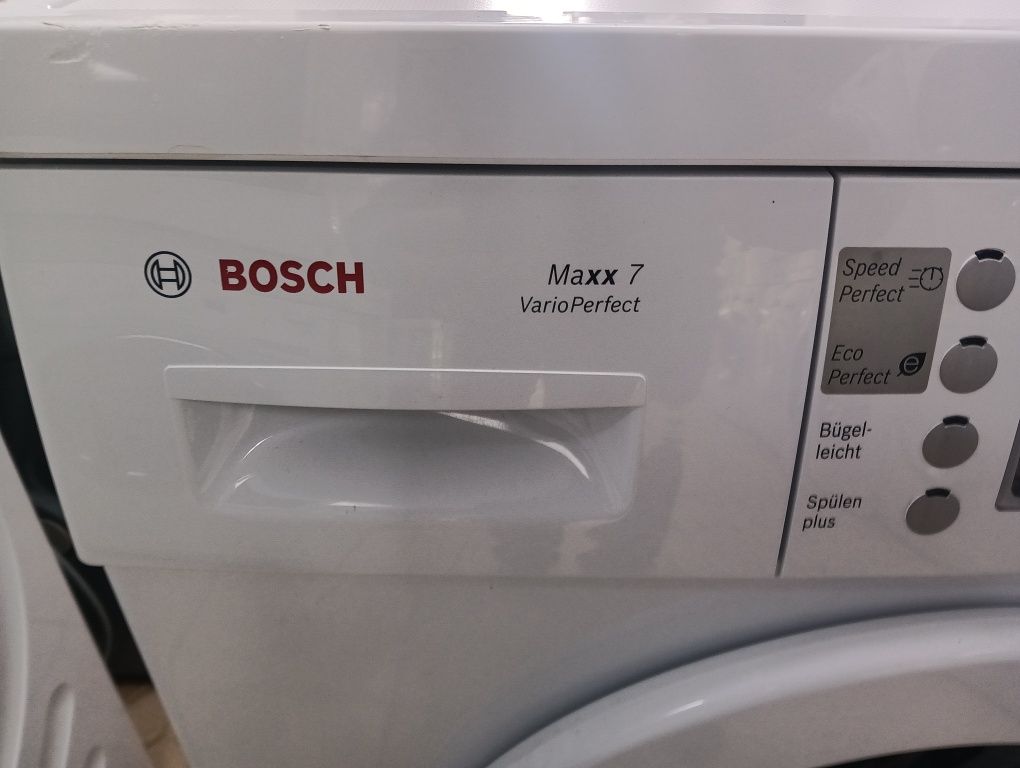 BOSCH
Maxx 7
VarioPerfect
Speed
Perfect
Eco
Perfect
Bügel-
leicht
Spülen
plus